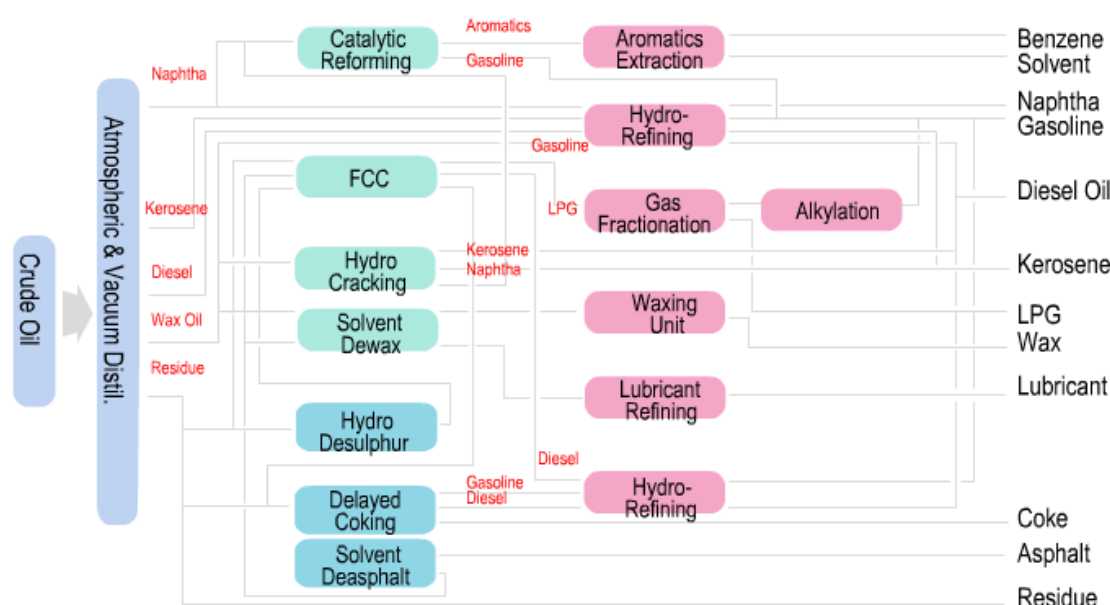 Crude Oil
Atmospheric & Vacuum Distil.
Naphtha
Kerosene
Diesel
Wax Oil
Residue
Catalytic
Reforming
FCC
Hydro
Cracking
Solvent
Dewax
Hydro
Desulphur
Delayed
Coking
Solvent
Deasphalt
Aromatics
Gasoline
Gasoline
LPG
Kerosene
Naphtha
Diesel
Gasoline
Diesel
Aromatics
Extraction
Hydro-
Refining
Gas
Fractionation
Alkylation
Waxing
Unit
Lubricant
Refining
Hydro-
Refining
Benzene
Solvent
Naphtha
Gasoline
Diesel Oil
Kerosene
LPG
Wax
Lubricant
Coke
Asphalt
Residue